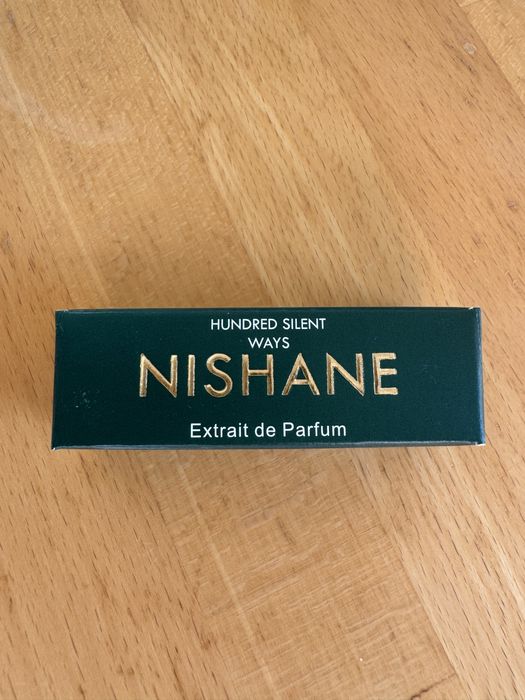 HUNDRED SILENT
WAYS
NISHANE
Extrait de Parfum